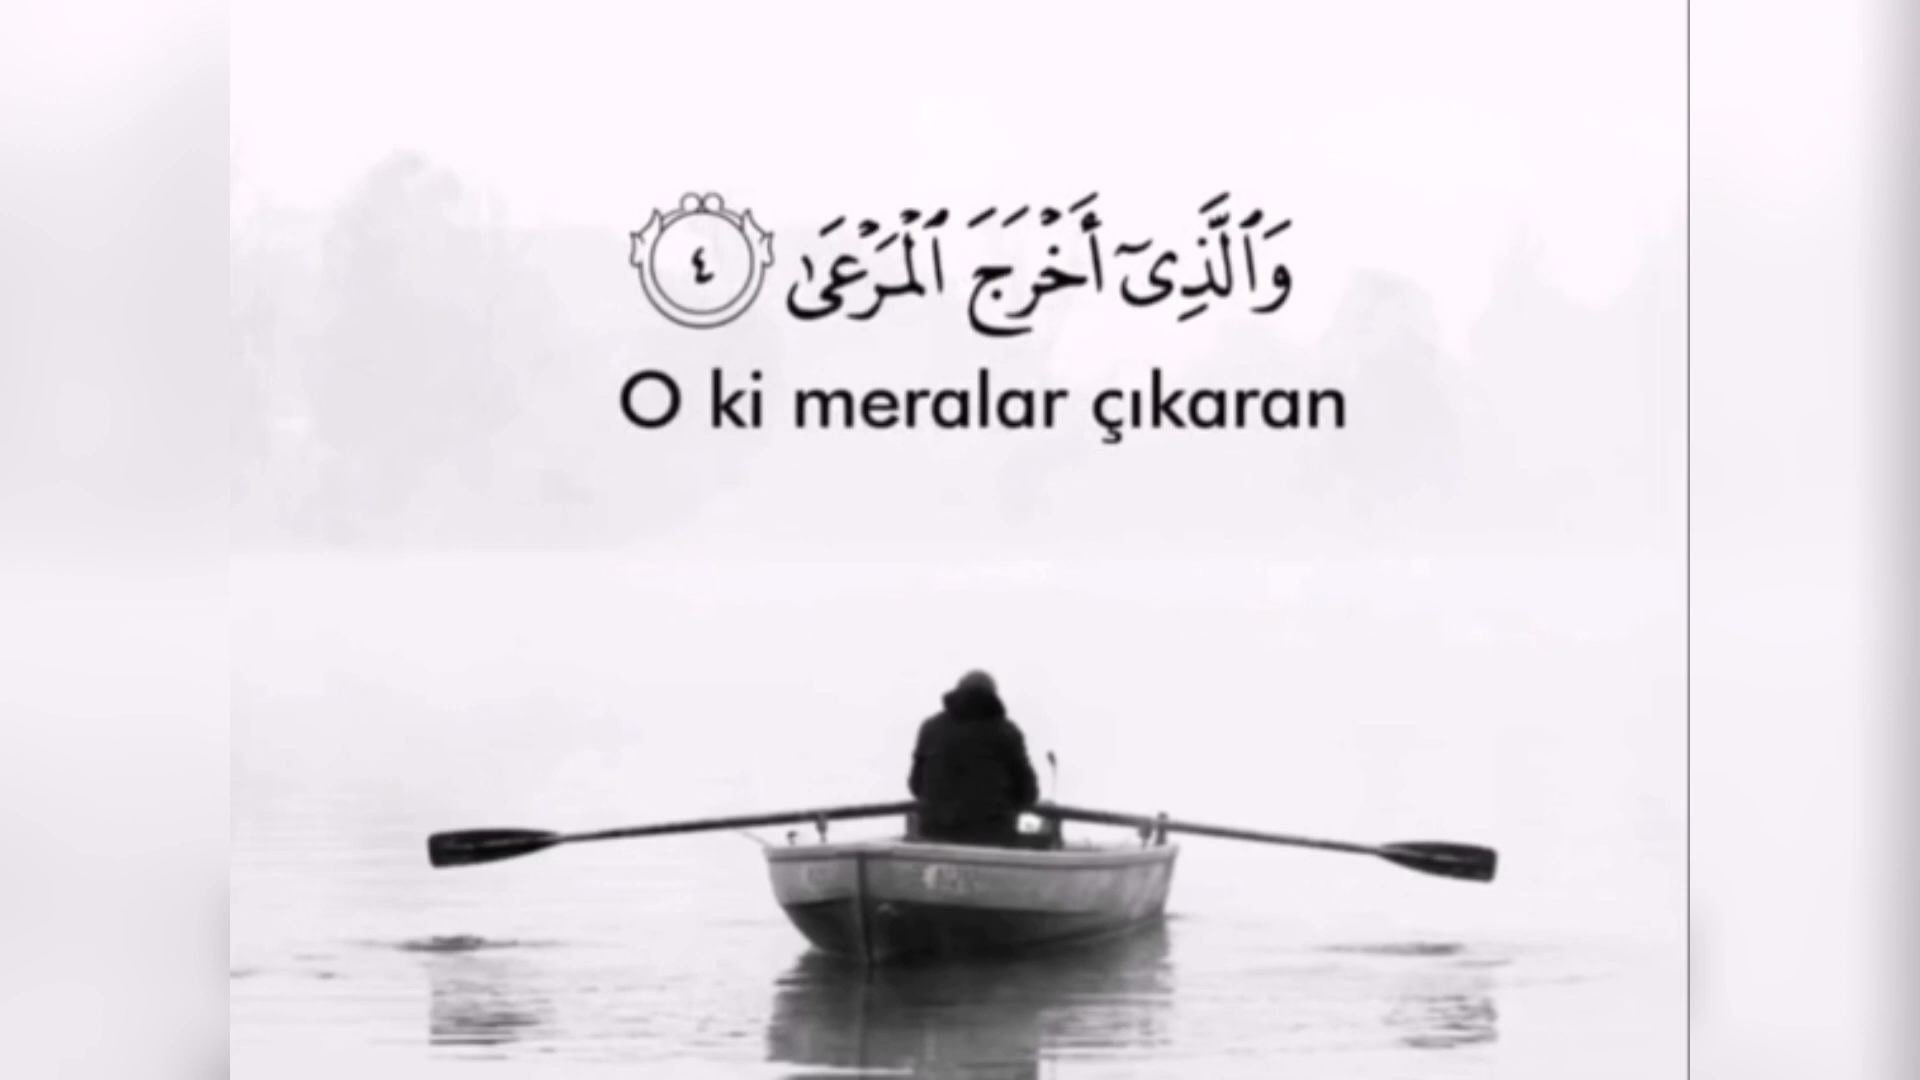 وَٱلَّذِىٓ أَخْرَجَ ٱلْمَرْعَىٰ ٤
O ki meralar çıkaran